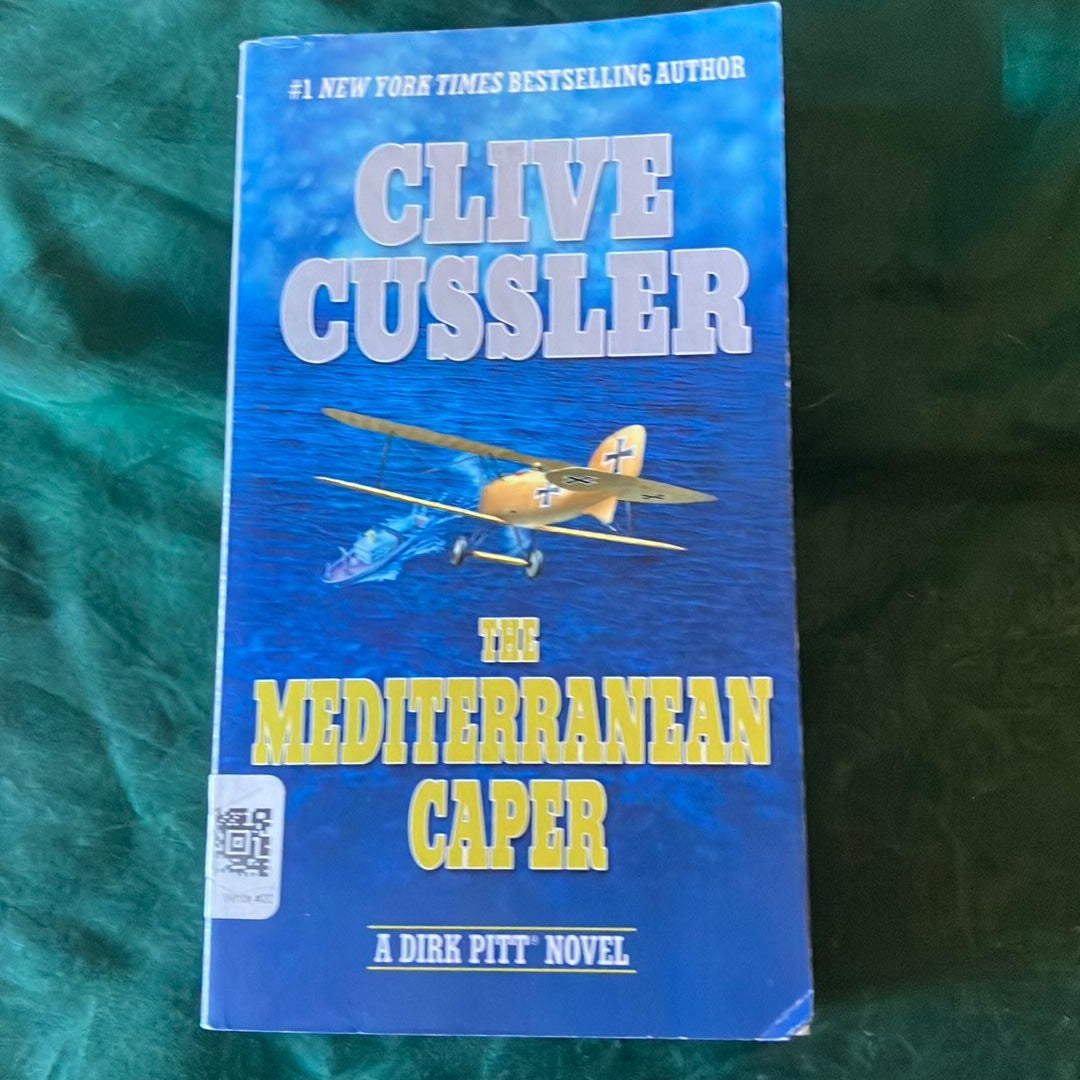 #1 NEW YORK TIMES BESTSELLING AUTHOR
CLIVE
CUSSLER
THE
MEDITERRANEAN
CAPER
A DIRK PITT® NOVEL